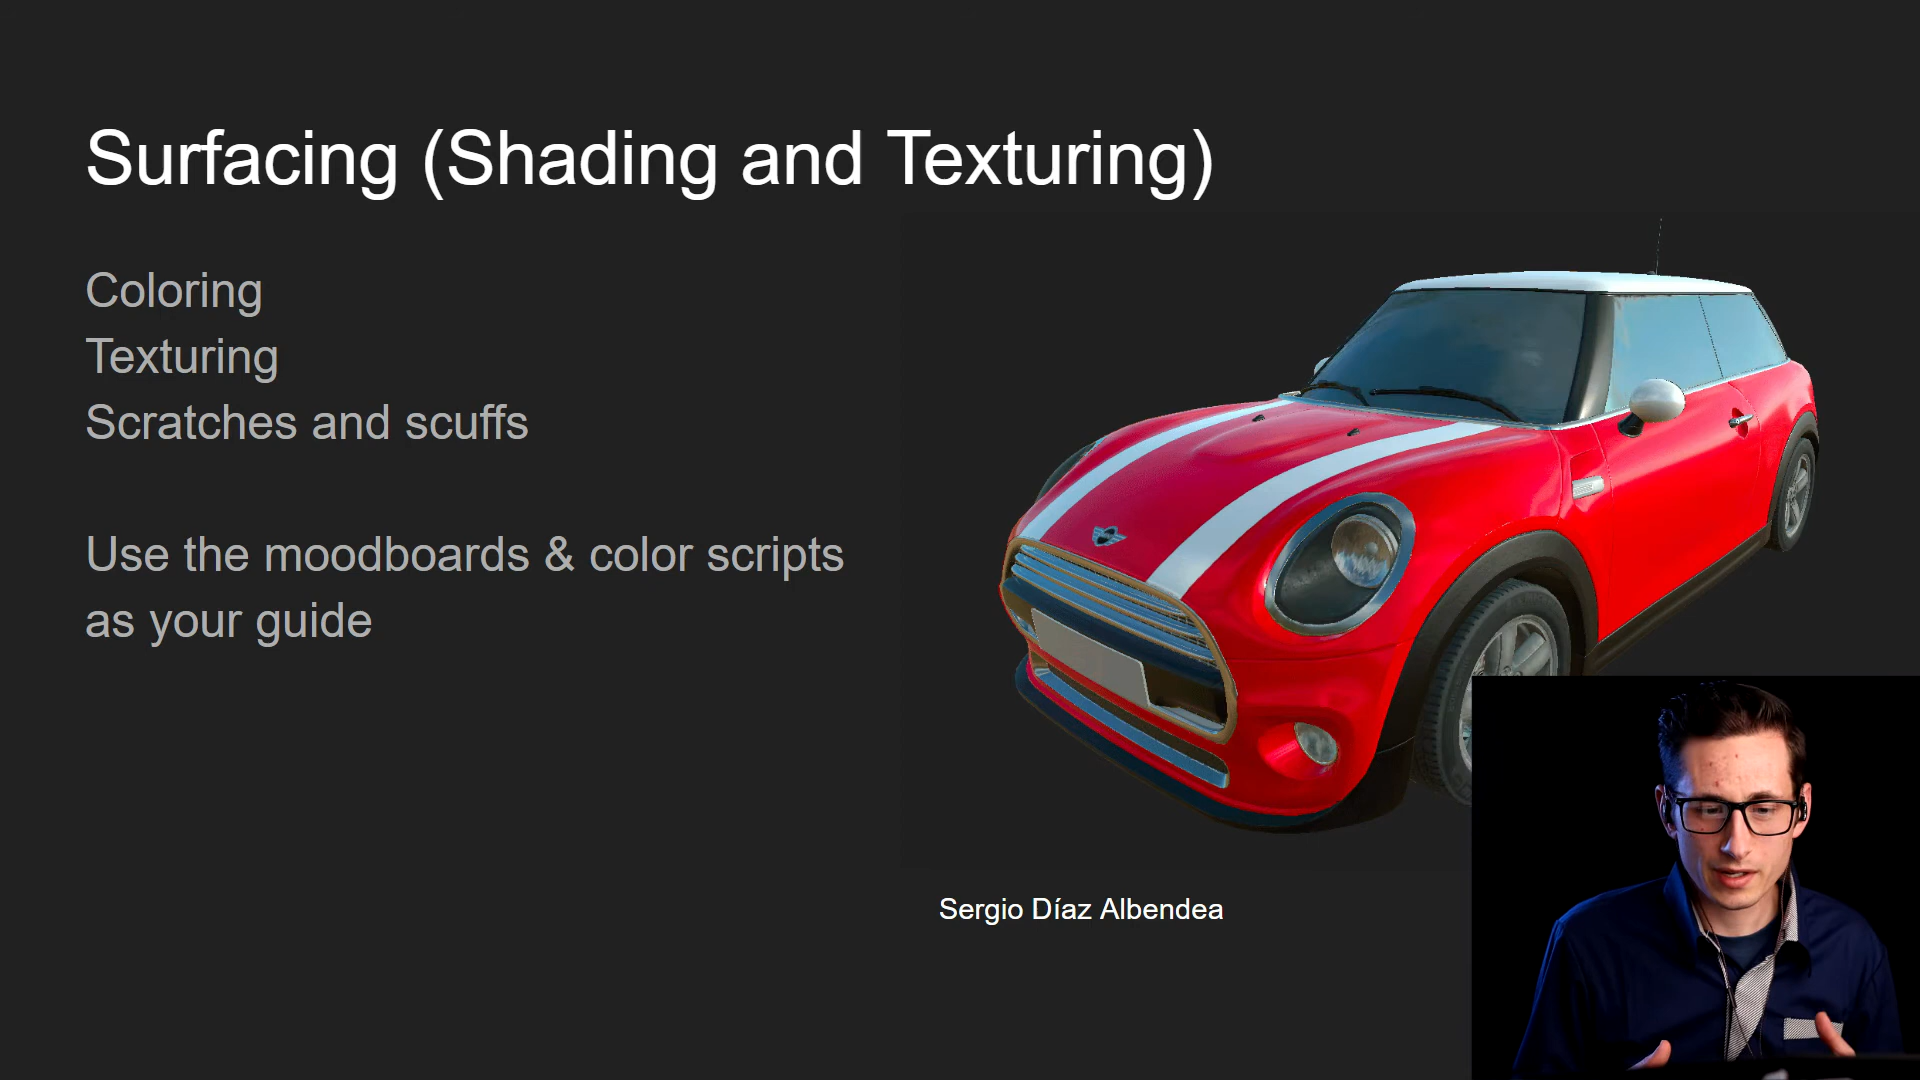 Surfacing (Shading and Texturing)
Coloring
Texturing
Scratches and scuffs
Use the moodboards & color scripts
as your guide
Sergio Díaz Albendea